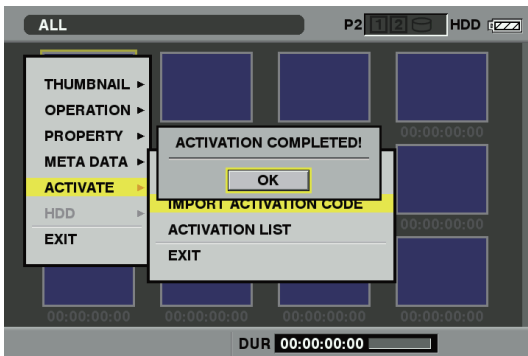 ALL P2 1 2 HDD
THUMBNAIL
OPERATION
PROPERTY
META DATA
ACTIVATE
HDD
EXIT
ACTIVATION COMPLETED!
OK
IMPORT ACTIVATION CODE
ACTIVATION LIST
EXIT
00:00:00:00
00:00:00:00
00:00:00:00 00:00:00:00 00:00:00:00 00:00:00:00
DUR 00:00:00:00